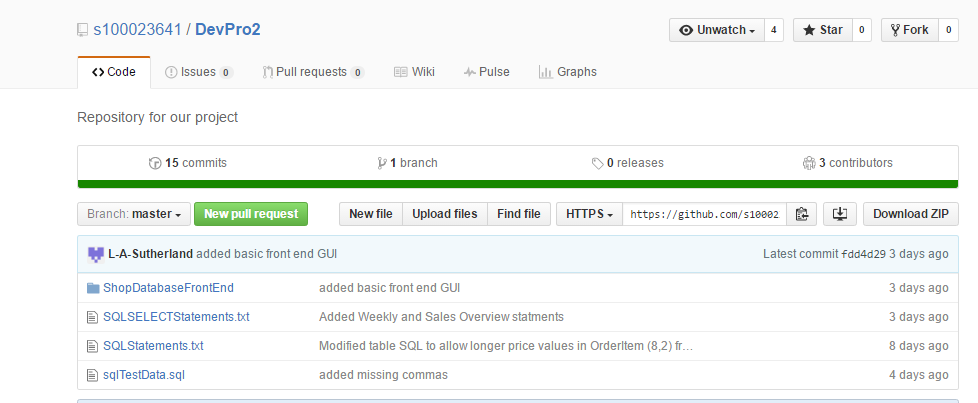 s100023641 / DevPro2 Unwatch 4 Star 0 Fork 0
Code Issues 0 Pull requests 0 Wiki Pulse Graphs
Repository for our project
15 commits 1 branch 0 releases 3 contributors
Branch: master New pull request New file Upload files Find file HTTPS https://github.com/s10002 Download ZIP
L-A-Sutherland added basic front end GUI Latest commit fdd4d29 3 days ago
ShopDatabaseFrontEnd added basic front end GUI 3 days ago
SQLSELECTStatements.txt Added Weekly and Sales Overview statments 3 days ago
SQLStatements.txt Modified table SQL to allow longer price values in OrderItem (8,2) fr… 8 days ago
sqlTestData.sql added missing commas 4 days ago